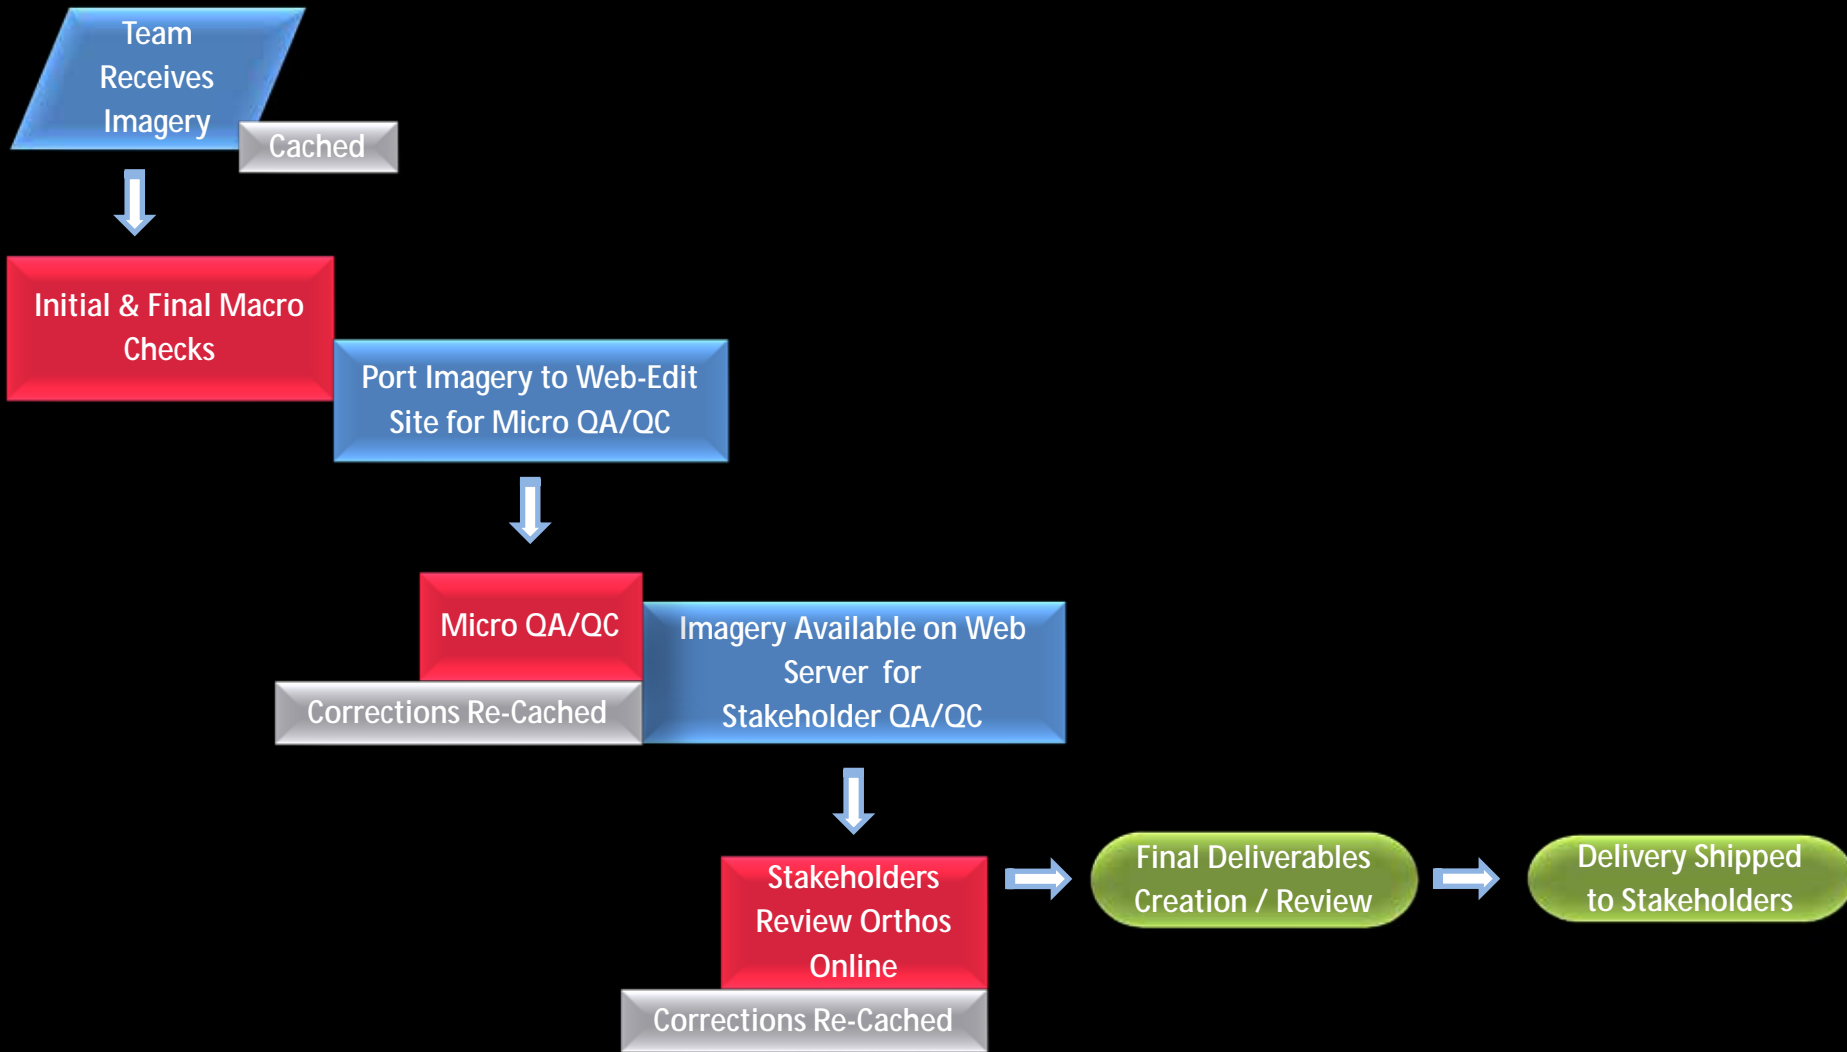 Team
Receives
Imagery
Cached
Initial & Final Macro
Checks
Port Imagery to Web-Edit
Site for Micro QA/QC
Micro QA/QC
Corrections Re-Cached
Imagery Available on Web
Server for
Stakeholder QA/QC
Stakeholders
Review Orthos
Online
Corrections Re-Cached
Final Deliverables
Creation / Review
Delivery Shipped
to Stakeholders